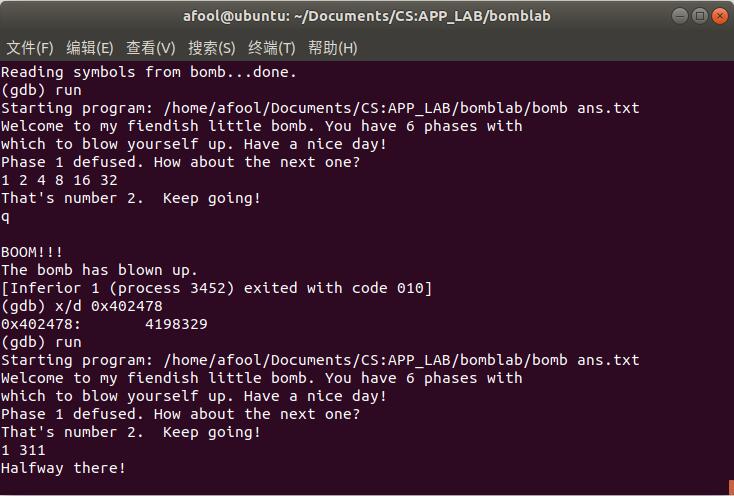 afool@ubuntu: ~/Documents/CS:APP_LAB/bomblab
文件(F) 编辑(E) 查看(V) 搜索(S) 终端(T) 帮助(H)
Reading symbols from bomb...done.
(gdb) run
Starting program: /home/afool/Documents/CS:APP_LAB/bomblab/bomb ans.txt
Welcome to my fiendish little bomb. You have 6 phases with
which to blow yourself up. Have a nice day!
Phase 1 defused. How about the next one?
1 2 4 8 16 32
That's number 2.  Keep going!
q
BOOM!!!
The bomb has blown up.
[Inferior 1 (process 3452) exited with code 010]
(gdb) x/d 0x402478
0x402478:       4198329
(gdb) run
Starting program: /home/afool/Documents/CS:APP_LAB/bomblab/bomb ans.txt
Welcome to my fiendish little bomb. You have 6 phases with
which to blow yourself up. Have a nice day!
Phase 1 defused. How about the next one?
That's number 2.  Keep going!
1 311
Halfway there!